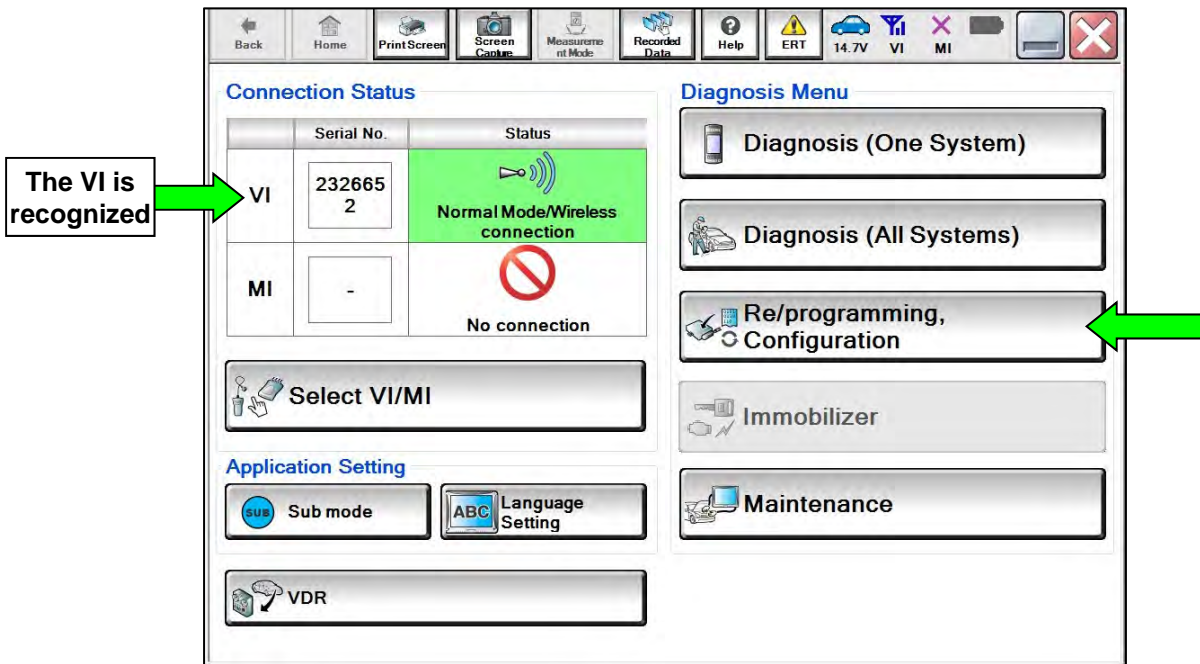 Back
Home
Print Screen
Screen
Capture
Measureme
nt Mode
Recorded
Data
Help
ERT
14.7V
VI
MI
Connection Status
Serial No.
Status
The VI is
recognized
VI
232665
2
Normal Mode/Wireless
connection
MI
-
No connection
Select VI/MI
Application Setting
SUB
Sub mode
ABC
Language
Setting
VDR
Diagnosis Menu
Diagnosis (One System)
Diagnosis (All Systems)
Re/programming,
Configuration
Immobilizer
Maintenance